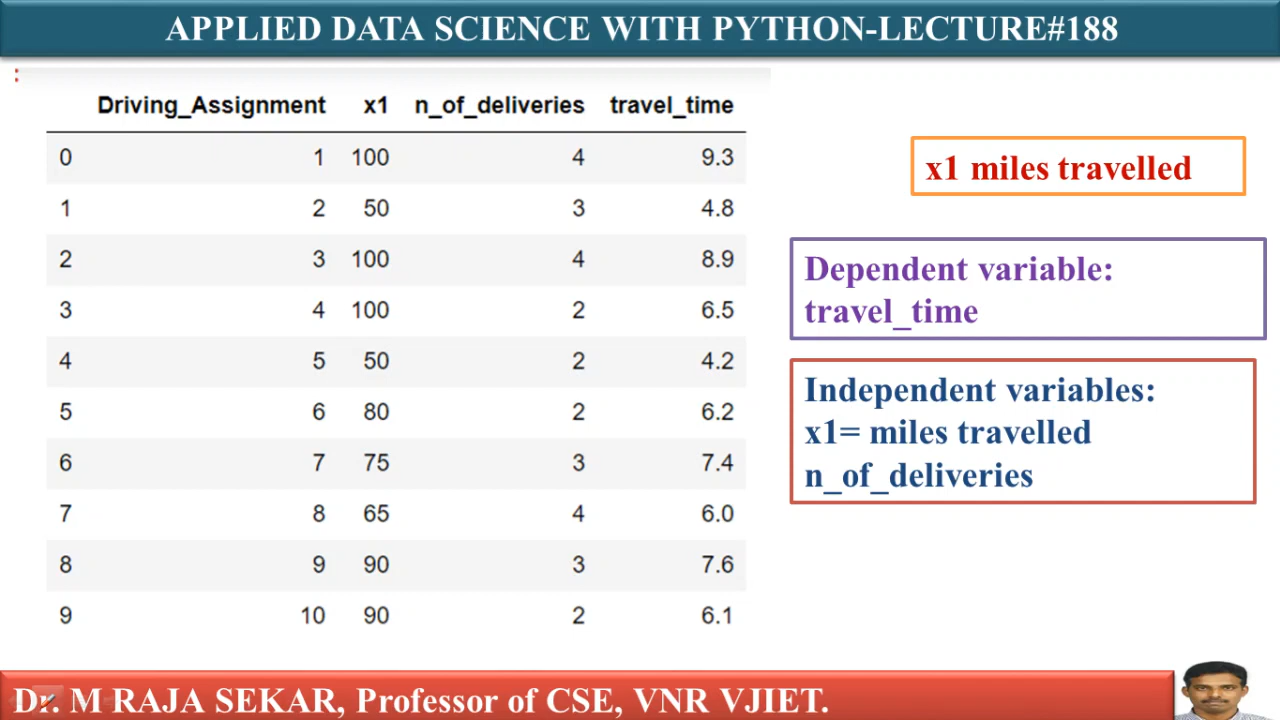 APPLIED DATA SCIENCE WITH PYTHON-LECTURE#188
:
Driving_Assignment x1 n_of_deliveries travel_time
0 1 100 4 9.3
1 2 50 3 4.8
2 3 100 4 8.9
3 4 100 2 6.5
4 5 50 2 4.2
5 6 80 2 6.2
6 7 75 3 7.4
7 8 65 4 6.0
8 9 90 3 7.6
9 10 90 2 6.1
x1 miles travelled
Dependent variable:
travel_time
Independent variables:
x1= miles travelled
n_of_deliveries
Dr. M RAJA SEKAR, Professor of CSE, VNR VJIET.